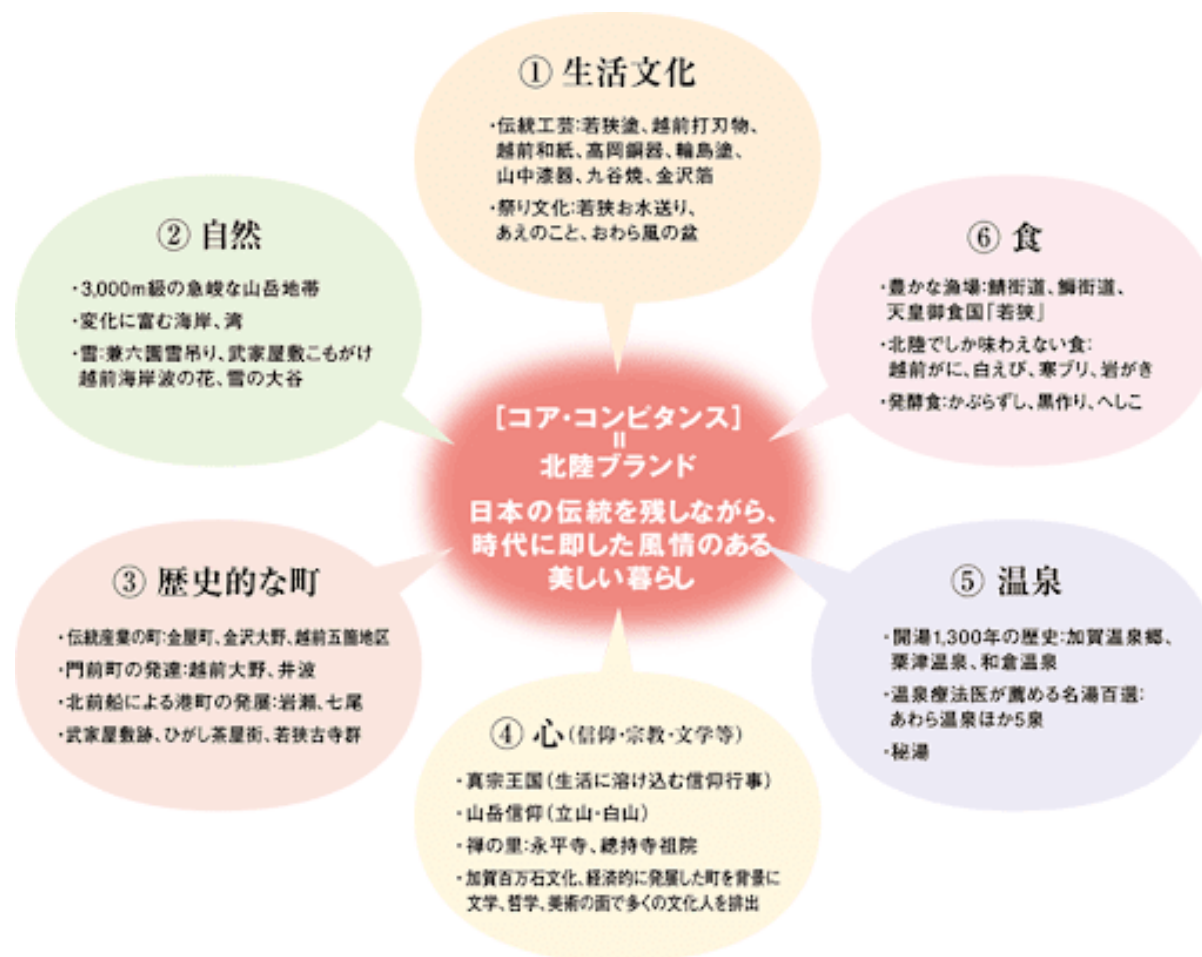 ① 生活文化
・伝統工芸：若狭塗、越前打刃物、
越前和紙、高岡銅器、輪島塗、
山中漆器、九谷焼、金沢箔
・祭り文化：若狭お水送り、
あえのこと、おわら風の盆
② 自然
・3,000m級の急峻な山岳地帯
・変化に富む海岸、湾
・雪：兼六園雪吊り、武家屋敷こもがけ
越前海岸波の花、雪の大谷
③ 歴史的な町
・伝統産業の町：金屋町、金沢大野、越前五箇地区
・門前町の発達：越前大野、井波
・北前船による港町の発展：岩瀬、七尾
・武家屋敷跡、ひがし茶屋街、若狭古寺群
④ 心（信仰・宗教・文学等）
・真宗王国（生活に溶け込む信仰行事）
・山岳信仰（立山・白山）
・禅の里：永平寺、總持寺祖院
・加賀百万石文化、経済的に発展した町を背景に
文学、哲学、美術の面で多くの文化人を排出
⑤ 温泉
・開湯1,300年の歴史：加賀温泉郷、
粟津温泉、和倉温泉
・温泉療法医が薦める名湯百選：
あわら温泉ほか5泉
・秘湯
⑥ 食
・豊かな漁場：鯖街道、鰤街道、
天皇御食国「若狭」
・北陸でしか味わえない食：
越前がに、白えび、寒ブリ、岩がき
・発酵食：かぶらずし、黒作り、へしこ
［コア・コンピタンス］
＝
北陸ブランド
日本の伝統を残しながら、
時代に即した風情のある
美しい暮らし